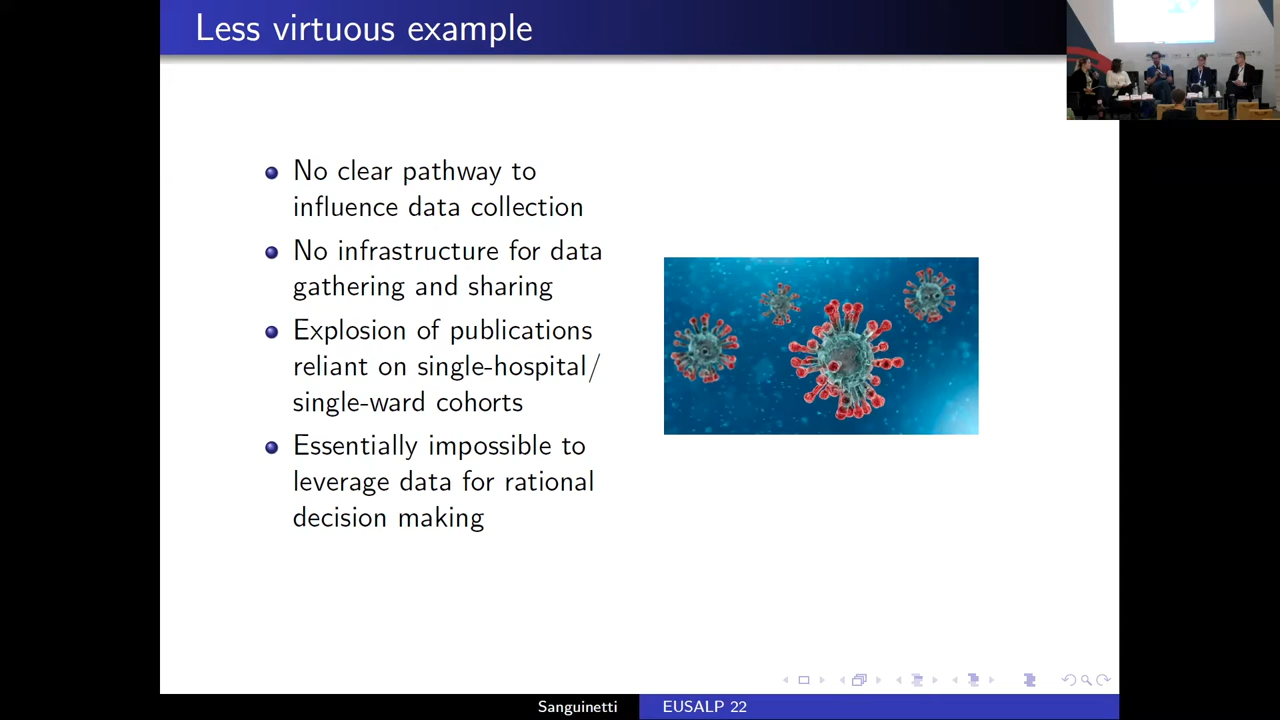 Less virtuous example
No clear pathway to
influence data collection
No infrastructure for data
gathering and sharing
Explosion of publications
reliant on single-hospital/
single-ward cohorts
Essentially impossible to
leverage data for rational
decision making
Sanguinetti
EUSALP 22